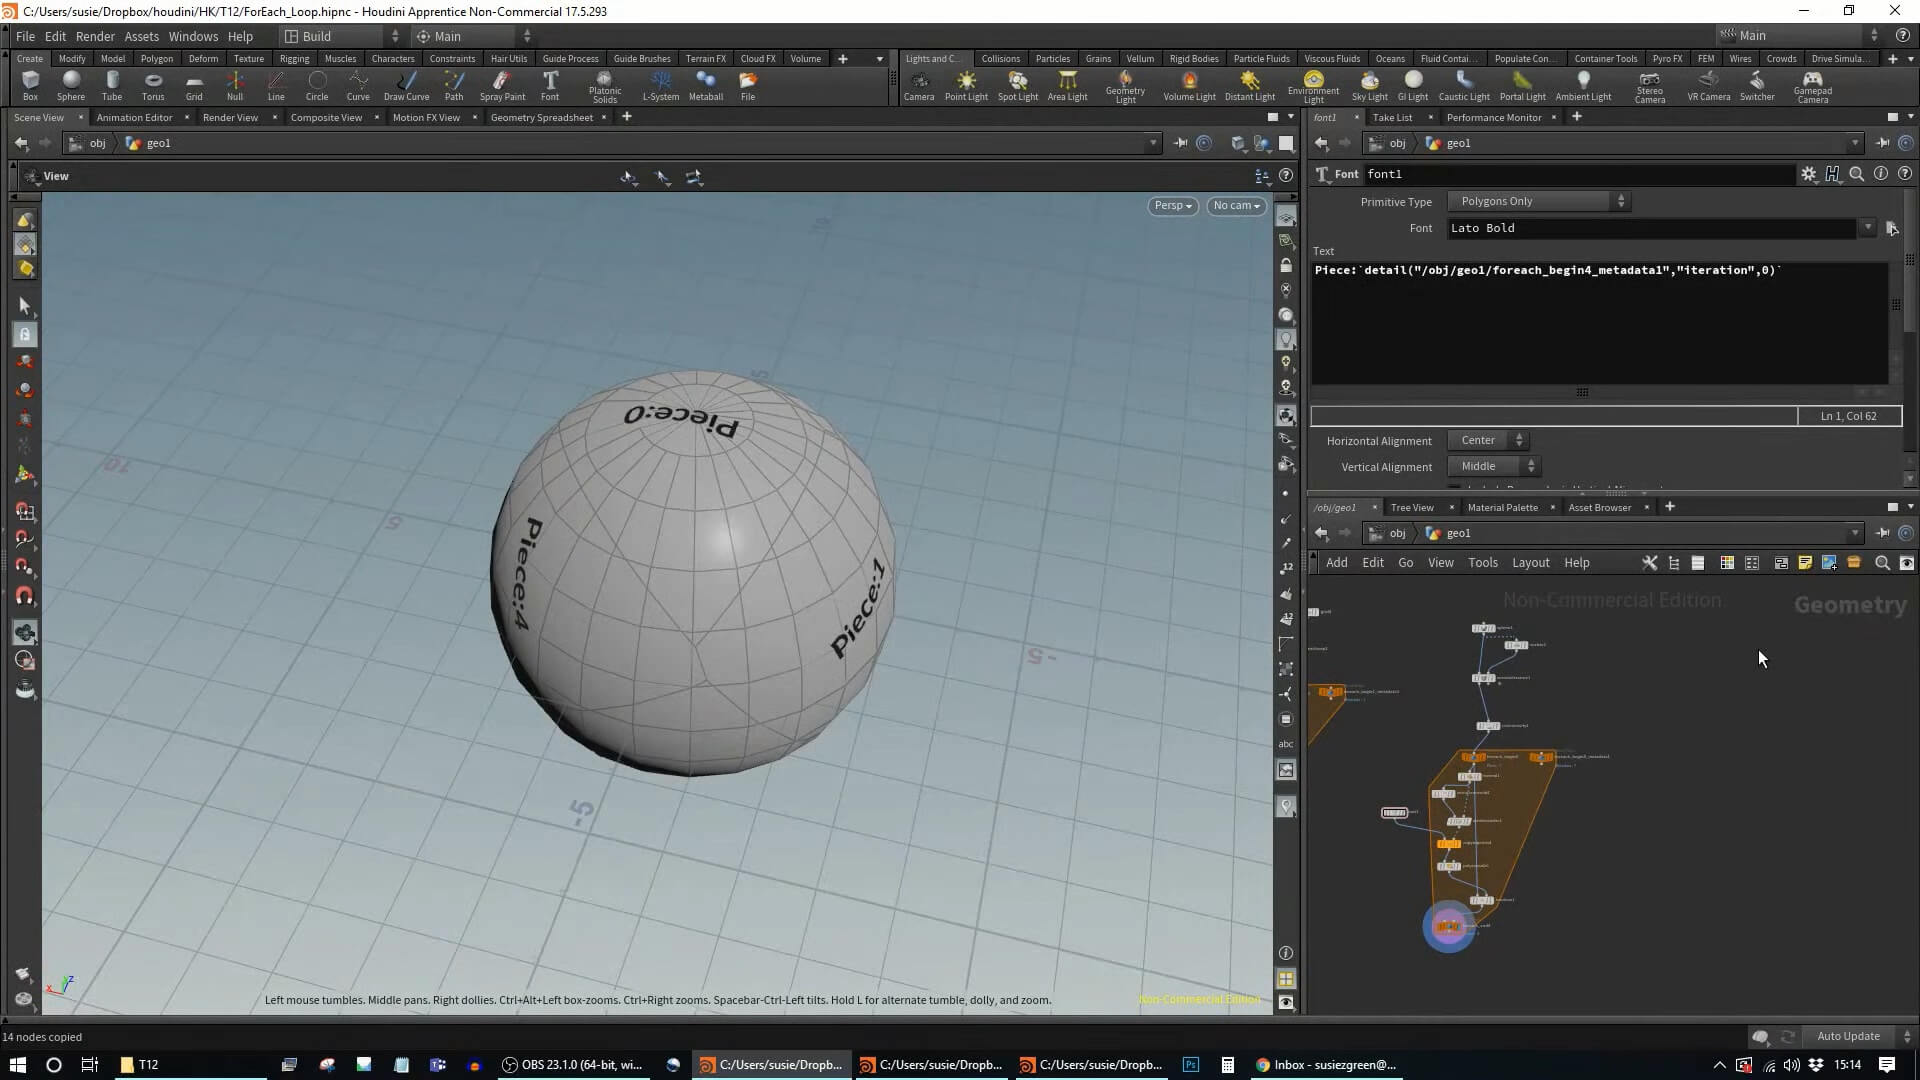 C:/Users/susie/Dropbox/houdini/HK/T12/ForEach_Loop.hipnc - Houdini Apprentice Non-Commercial 17.5.293
File Edit Render Assets Windows Help Build Main Main
Create Modify Model Polygon Deform Texture Rigging Muscles Characters Constraints Hair Utils Guide Process Guide Brushes Terrain FX Cloud FX Volume
Lights and C... Collisions Particles Grains Vellum Rigid Bodies Particle Fluids Viscous Fluids Oceans Fluid Contai... Populate Con... Container Tools Pyro FX FEM Wires Crowds Drive Simula...
Box Sphere Tube Torus Grid Null Line Circle Curve Draw Curve Path Spray Paint Font Platonic Solids L-System Metaball File
Camera Point Light Spot Light Area Light Geometry Light Volume Light Distant Light Environment Light Sky Light GI Light Caustic Light Portal Light Ambient Light Stereo Camera VR Camera Switcher Gamepad Camera
Scene View Animation Editor Render View Composite View Motion FX View Geometry Spreadsheet
font1 Take List Performance Monitor
obj geo1
obj geo1
View
Font font1
Persp No cam
Primitive Type Polygons Only
Font Lato Bold
Text
Piece:`detail("/obj/geo1/foreach_begin4_metadata1","iteration",0)`
Ln 1, Col 62
Horizontal Alignment Center
Vertical Alignment Middle
Piece:0
Piece:4
Piece:1
10
5
5
-5
-5
12
12
abc
/obj/geo1 Tree View Material Palette Asset Browser
obj geo1
Add Edit Go View Tools Layout Help
Non-Commercial Edition
Geometry
Left mouse tumbles. Middle pans. Right dollies. Ctrl+Alt+Left box-zooms. Ctrl+Right zooms. Spacebar-Ctrl-Left tilts. Hold L for alternate tumble, dolly, and zoom.
Non-Commercial Edition
x z
14 nodes copied
Auto Update
T12
OBS 23.1.0 (64-bit, wi...
C:/Users/susie/Dropb...
C:/Users/susie/Dropb...
C:/Users/susie/Dropb...
Ps
Inbox - susiezgreen@...
15:14